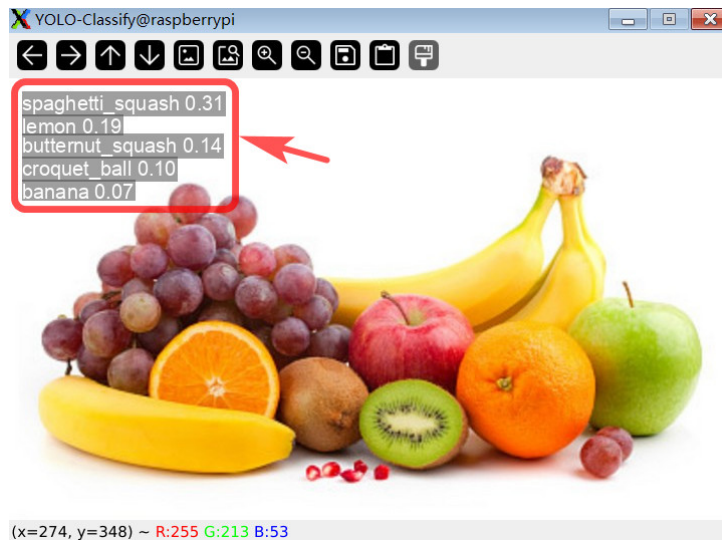 YOLO-Classify@raspberrypi
spaghetti_squash 0.31
lemon 0.19
butternut_squash 0.14
croquet_ball 0.10
banana 0.07
(x=274, y=348) ~ R:255 G:213 B:53